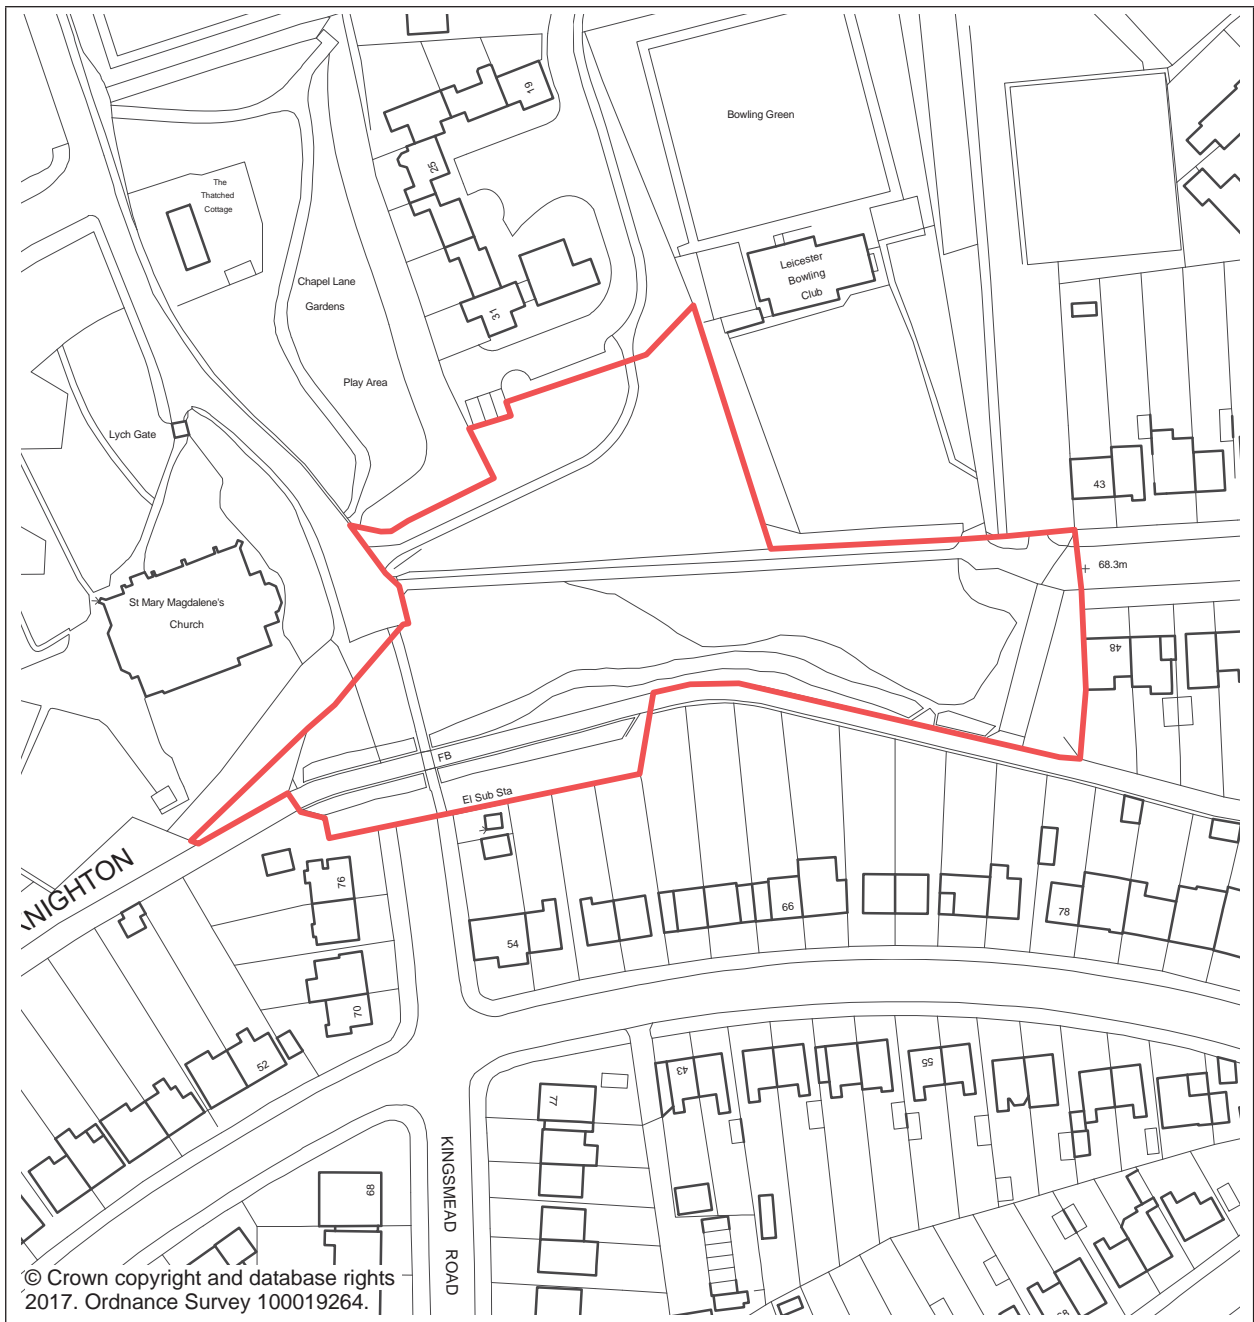 19
Bowling Green
25
The
Thatched
Cottage
Leicester
Bowling
Club
Chapel Lane
Gardens
31
Play Area
Lych Gate
43
68.3m
St Mary Magdalene's
Church
48
FB
El Sub Sta
KNIGHTON
76
66
78
54
70
52
43
55
77
KINGSMEAD ROAD
68
© Crown copyright and database rights
2017. Ordnance Survey 100019264.